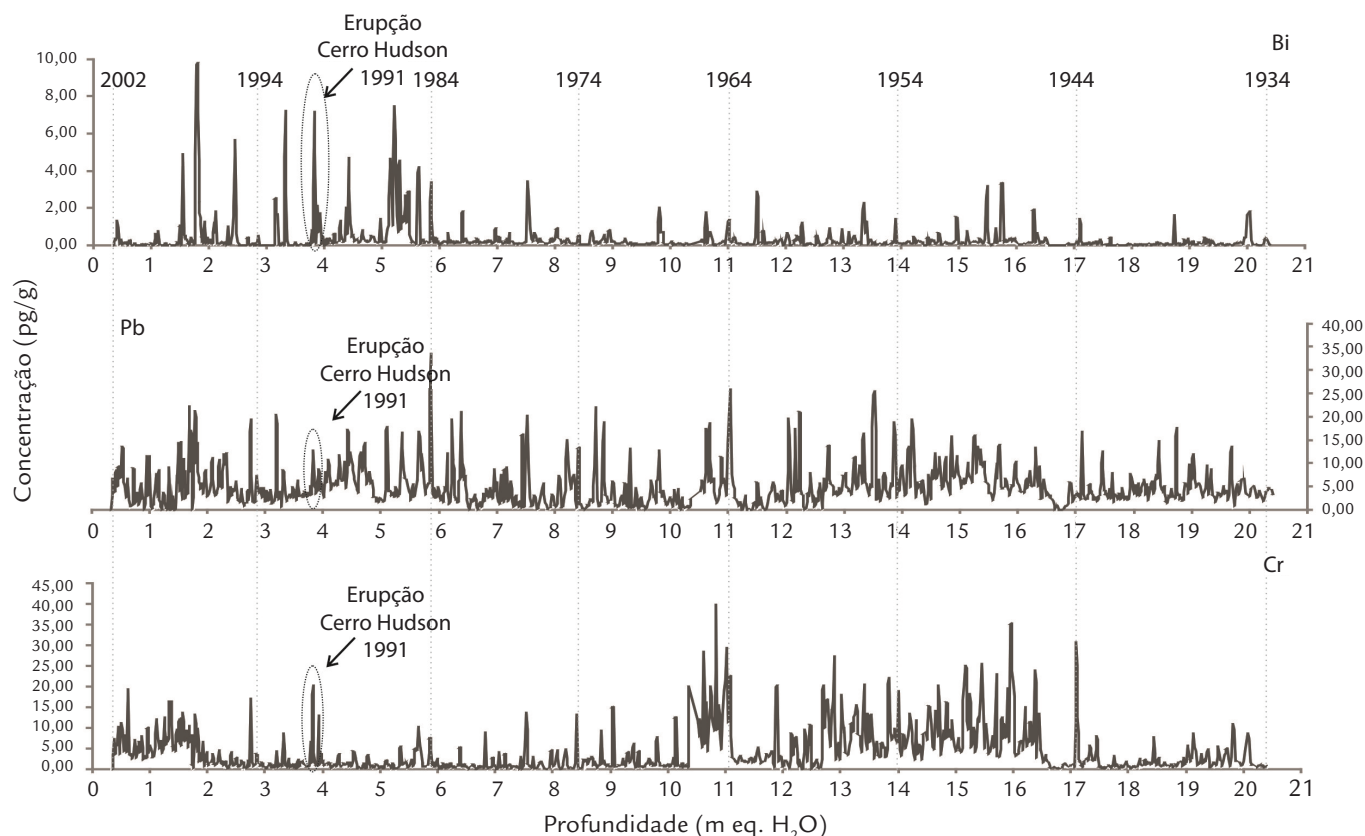 Concentração (pg/g)
Erupção
Cerro Hudson
1991
Bi
10,00
8,00
6,00
4,00
2,00
0,00
2002 1994 1984 1974 1964 1954 1944 1934
0 1 2 3 4 5 6 7 8 9 10 11 12 13 14 15 16 17 18 19 20 21
Pb
Erupção
Cerro Hudson
1991
40,00
35,00
30,00
25,00
20,00
15,00
10,00
5,00
0,00
0 1 2 3 4 5 6 7 8 9 10 11 12 13 14 15 16 17 18 19 20 21
Cr
Erupção
Cerro Hudson
1991
45,00
40,00
35,00
30,00
25,00
20,00
15,00
10,00
5,00
0,00
0 1 2 3 4 5 6 7 8 9 10 11 12 13 14 15 16 17 18 19 20 21
Profundidade (m eq. H₂O)